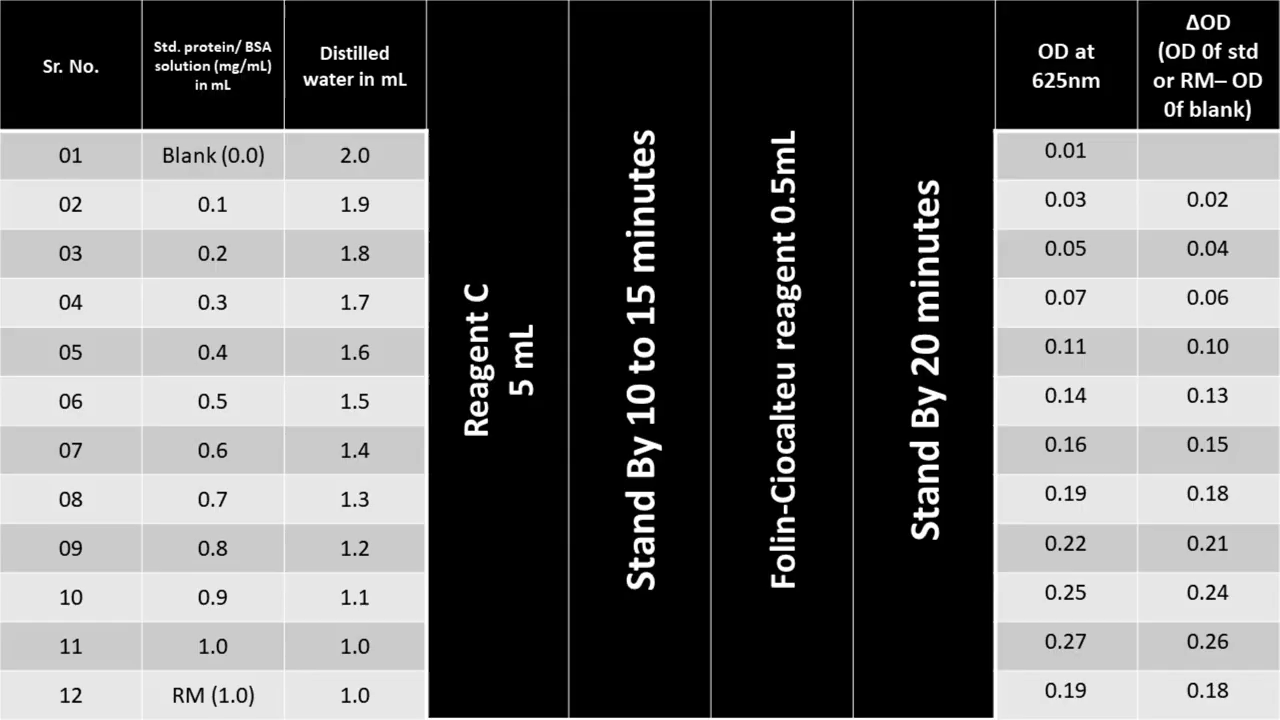 Sr. No.
Std. protein/ BSA
solution (mg/mL)
in mL
Distilled
water in mL
Reagent C
5 mL
Stand By 10 to 15 minutes
Folin-Ciocalteu reagent 0.5mL
Stand By 20 minutes
OD at
625nm
ΔOD
(OD 0f std
or RM– OD
0f blank)
01 Blank (0.0) 2.0 0.01
02 0.1 1.9 0.03 0.02
03 0.2 1.8 0.05 0.04
04 0.3 1.7 0.07 0.06
05 0.4 1.6 0.11 0.10
06 0.5 1.5 0.14 0.13
07 0.6 1.4 0.16 0.15
08 0.7 1.3 0.19 0.18
09 0.8 1.2 0.22 0.21
10 0.9 1.1 0.25 0.24
11 1.0 1.0 0.27 0.26
12 RM (1.0) 1.0 0.19 0.18